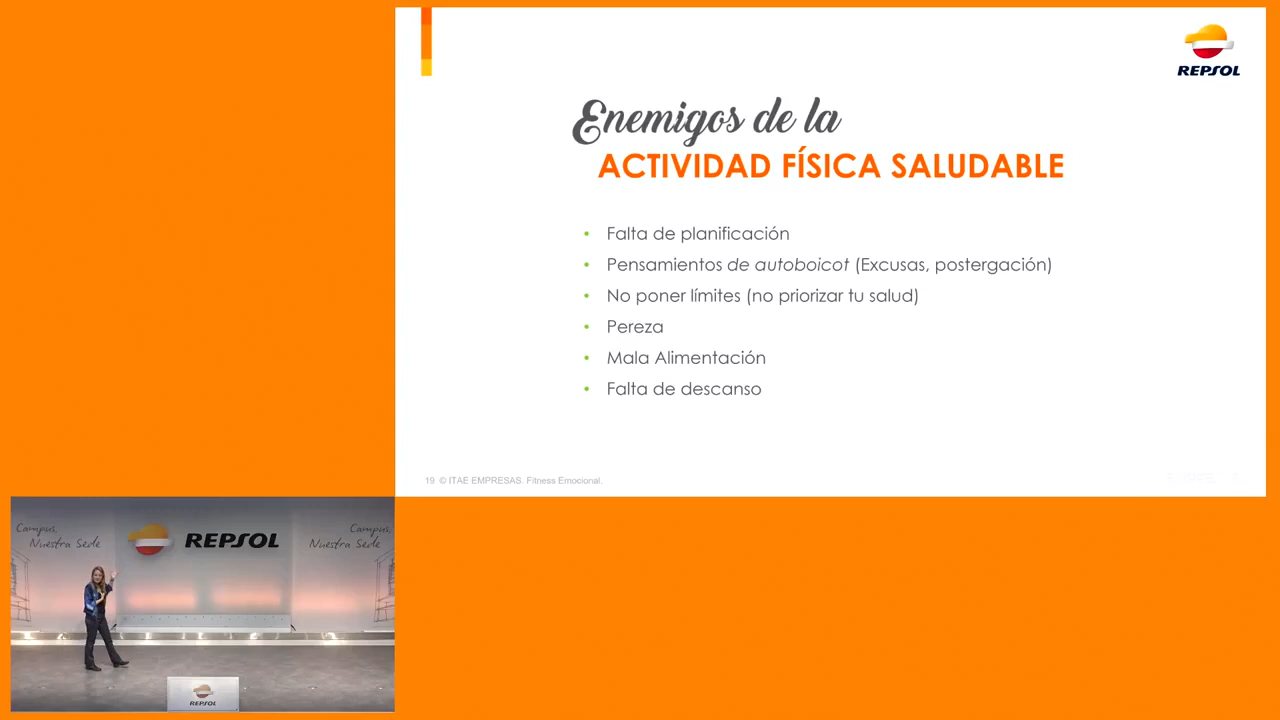 REPSOL
Enemigos de la
ACTIVIDAD FÍSICA SALUDABLE
• Falta de planificación
• Pensamientos de autoboicot (Excusas, postergación)
• No poner límites (no priorizar tu salud)
• Pereza
• Mala Alimentación
• Falta de descanso
19 © ITAE EMPRESAS. Fitness Emocional.
Campus,
Nuestra Sede
REPSOL
Campus,
Nuestra Sede
REPSOL